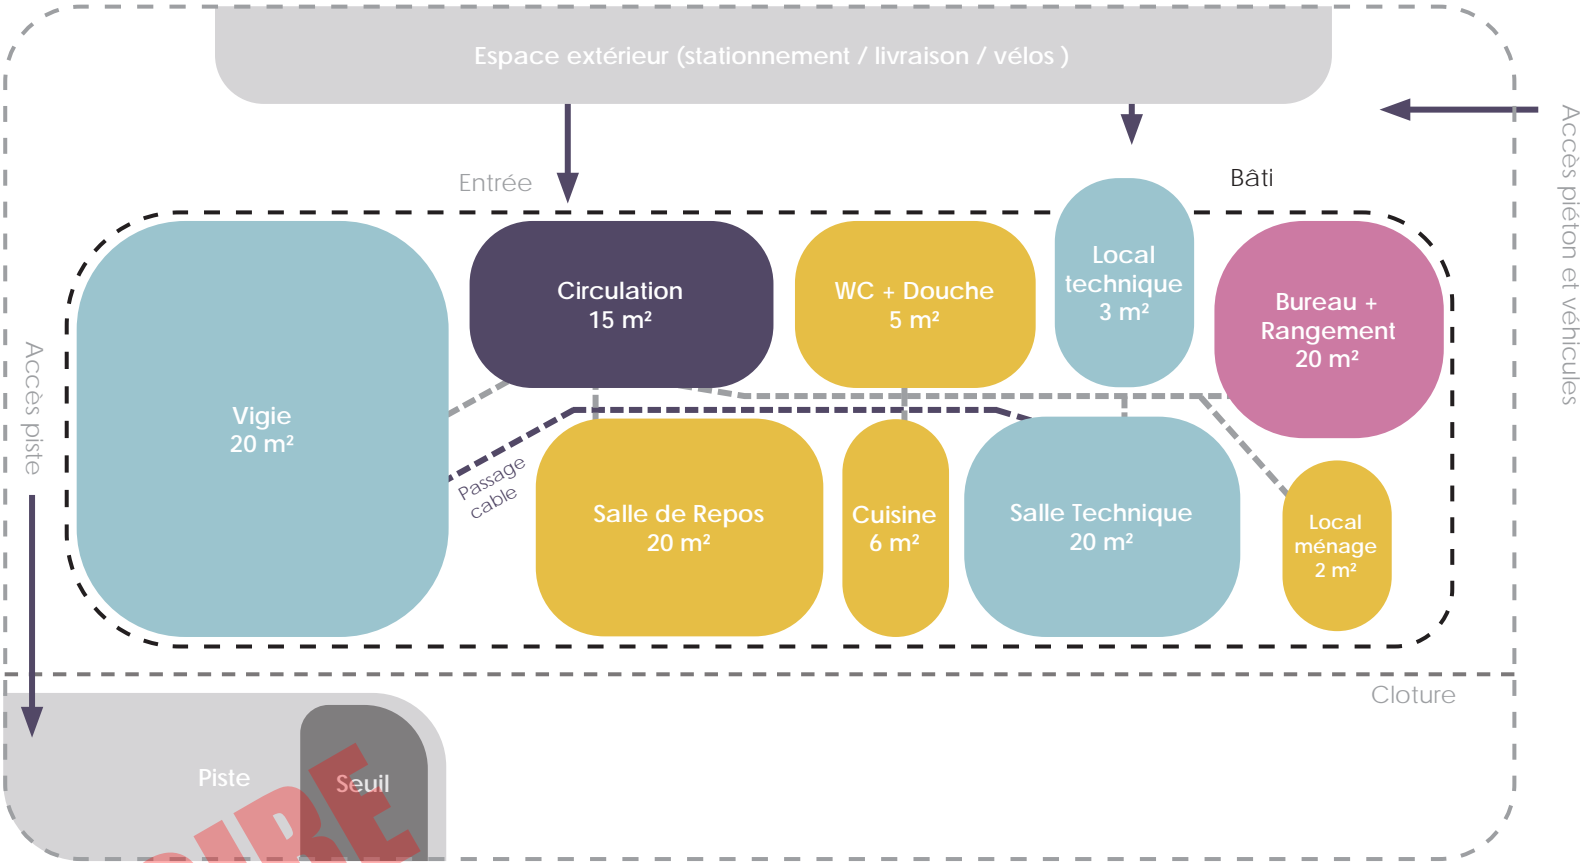 Espace extérieur (stationnement / livraison / vélos )
Accès piéton et véhicules
Entrée
Bâti
Circulation
15 m²
WC + Douche
5 m²
Local
technique
3 m²
Bureau +
Rangement
20 m²
Accès piste
Vigie
20 m²
Passage
cable
Salle de Repos
20 m²
Cuisine
6 m²
Salle Technique
20 m²
Local
ménage
2 m²
Cloture
Piste
Seuil